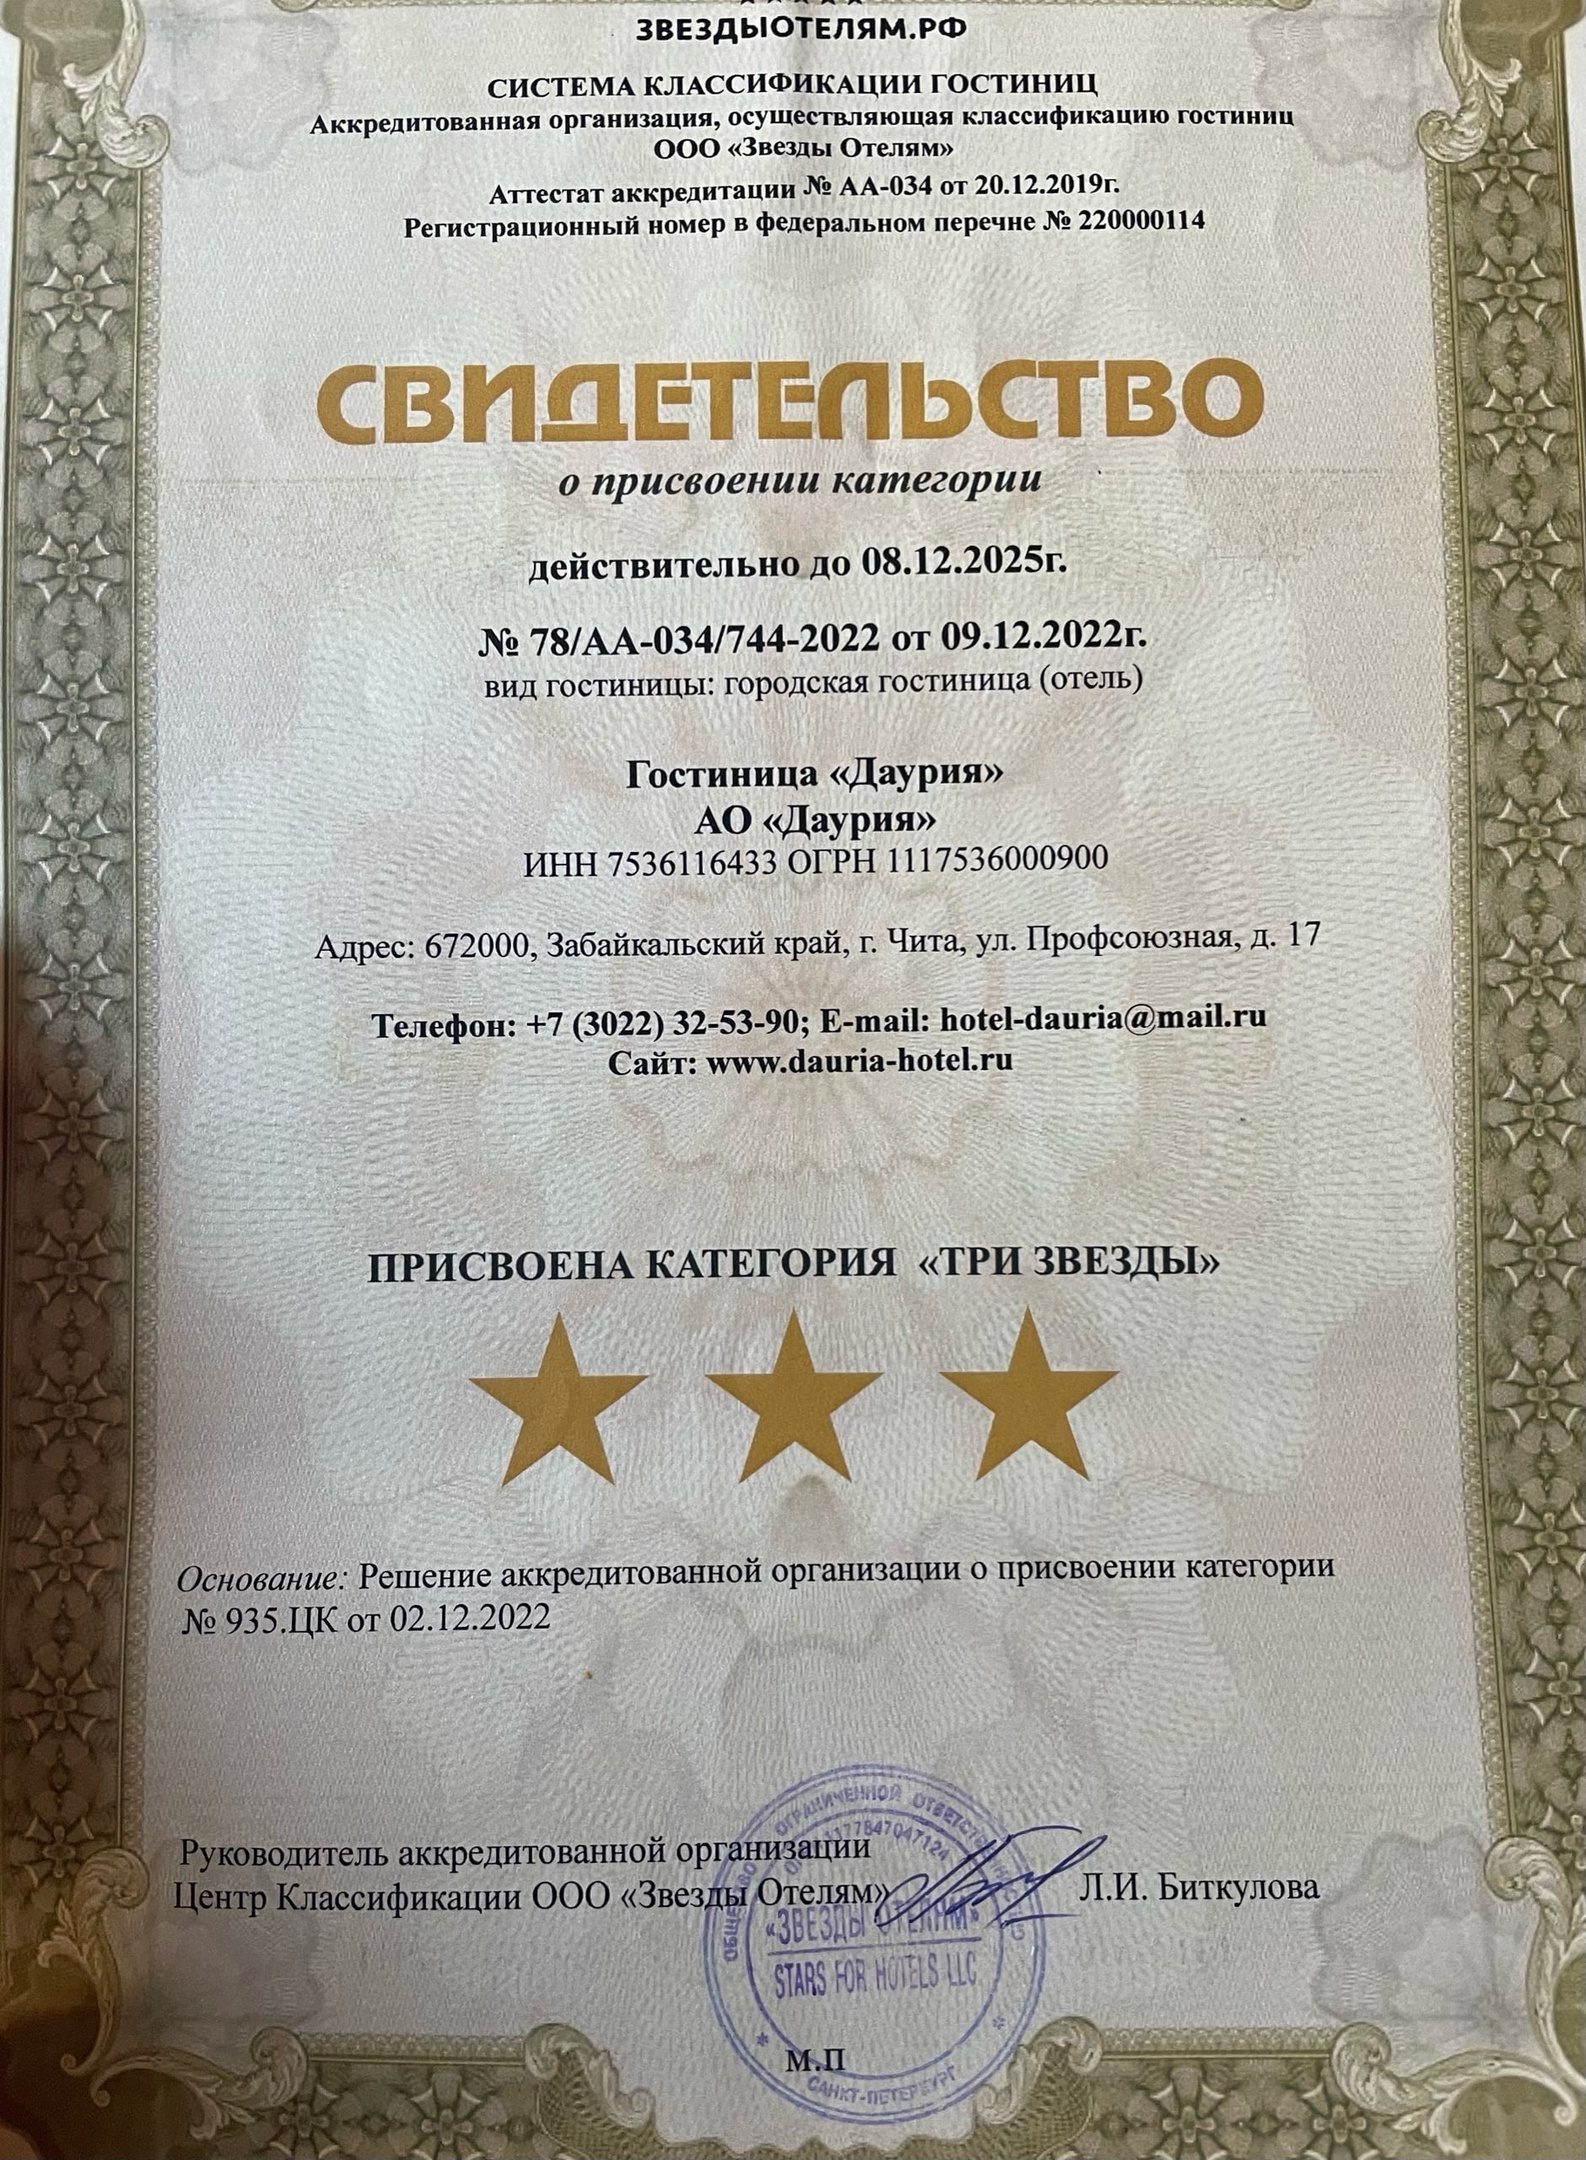 ЗВЕЗДЫОТЕЛЯМ.РФ
СИСТЕМА КЛАССИФИКАЦИИ ГОСТИНИЦ
Аккредитованная организация, осуществляющая классификацию гостиниц
ООО «Звезды Отелям»
Аттестат аккредитации № АА-034 от 20.12.2019г.
Регистрационный номер в федеральном перечне № 220000114
СВИДЕТЕЛЬСТВО
о присвоении категории
действительно до 08.12.2025г.
№ 78/АА-034/744-2022 от 09.12.2022г.
вид гостиницы: городская гостиница (отель)
Гостиница «Даурия»
АО «Даурия»
ИНН 7536116433 ОГРН 1117536000900
Адрес: 672000, Забайкальский край, г. Чита, ул. Профсоюзная, д. 17
Телефон: +7 (3022) 32-53-90; E-mail: hotel-dauria@mail.ru
Сайт: www.dauria-hotel.ru
ПРИСВОЕНА КАТЕГОРИЯ «ТРИ ЗВЕЗДЫ»
Основание: Решение аккредитованной организации о присвоении категории
№ 935.ЦК от 02.12.2022
Руководитель аккредитованной организации
Центр Классификации ООО «Звезды Отелям» Л.И. Биткулова
«ЗВЕЗДЫ ОТЕЛЯМ»
STARS FOR HOTELS LLC
М.П
САНКТ-ПЕТЕРБУРГ